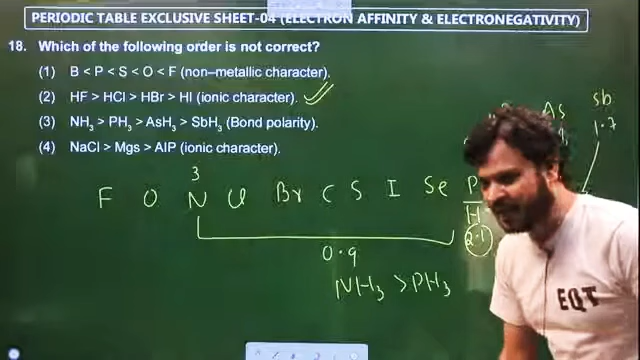 PERIODIC TABLE EXCLUSIVE SHEET-04 (ELECTRON AFFINITY & ELECTRONEGATIVITY)
18. Which of the following order is not correct?
(1) B < P < S < O < F (non–metallic character).
(2) HF > HCl > HBr > HI (ionic character).
(3) NH₃ > PH₃ > AsH₃ > SbH₃ (Bond polarity).
(4) NaCl > Mgs > AlP (ionic character).
As Sb
1.7
3
F O N Cl Br C S I Se P
H
2.1
0.9
NH₃ > PH₃
EQT